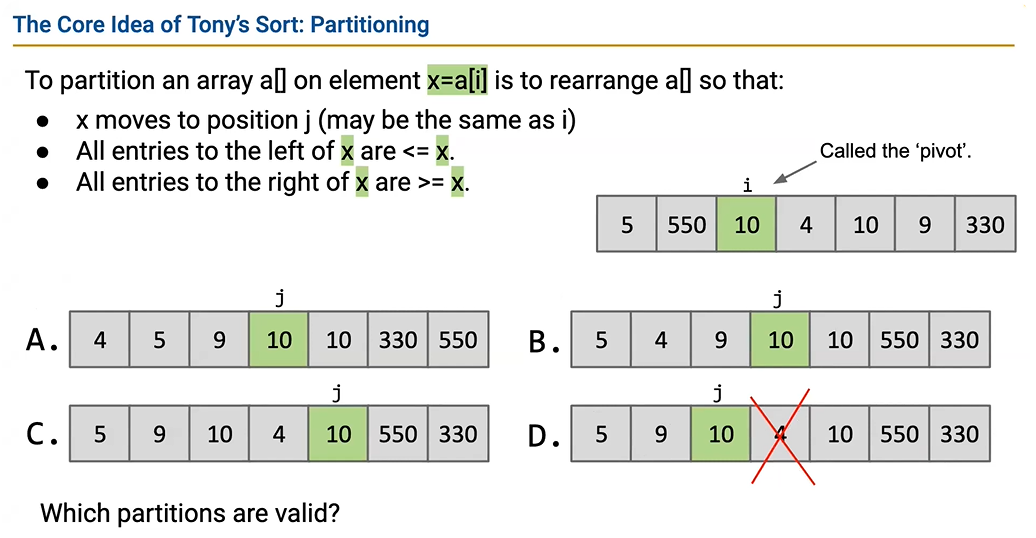 The Core Idea of Tony’s Sort: Partitioning
To partition an array a[] on element x=a[i] is to rearrange a[] so that:
● x moves to position j (may be the same as i)
● All entries to the left of x are <= x.
● All entries to the right of x are >= x.
Called the ‘pivot’.
i
5 550 10 4 10 9 330
j
A. 4 5 9 10 10 330 550
j
B. 5 4 9 10 10 550 330
j
C. 5 9 10 4 10 550 330
j
D. 5 9 10 4 10 550 330
Which partitions are valid?